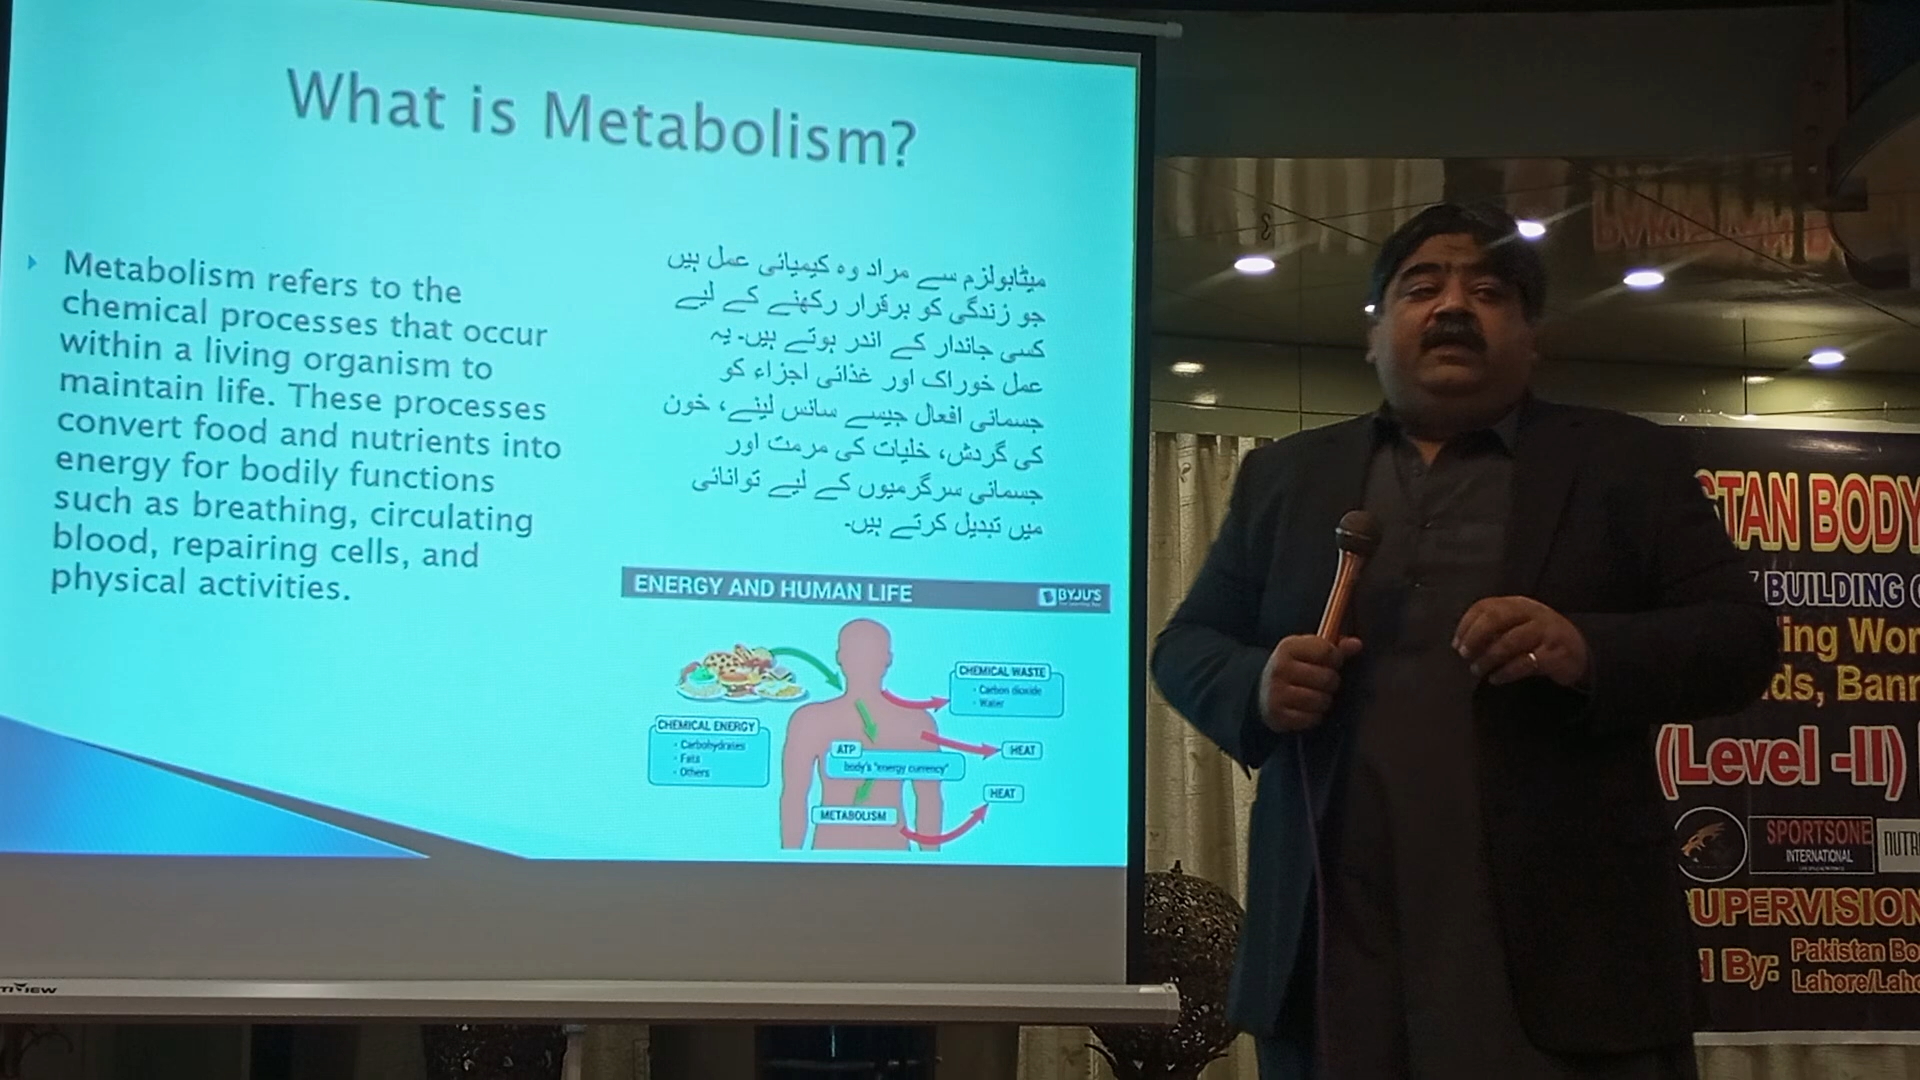 What is Metabolism?
Metabolism refers to the
chemical processes that occur
within a living organism to
maintain life. These processes
convert food and nutrients into
energy for bodily functions
such as breathing, circulating
blood, repairing cells, and
physical activities.
میٹابولزم سے مراد وہ کیمیائی عمل ہیں
جو زندگی کو برقرار رکھنے کے لیے
کسی جاندار کے اندر ہوتے ہیں۔ یہ
عمل خوراک اور غذائی اجزاء کو
جسمانی افعال جیسے سانس لینے، خون
کی گردش، خلیات کی مرمت اور
جسمانی سرگرمیوں کے لیے توانائی
میں تبدیل کرتے ہیں۔
ENERGY AND HUMAN LIFE
BYJU'S
CHEMICAL WASTE
- Carbon dioxide
- Water
CHEMICAL ENERGY
- Carbohydrates
- Fats
- Others
ATP
body's "energy currency"
HEAT
HEAT
METABOLISM
STAN BODY
BUILDING
ing Wor
ds, Bann
(Level -II)
SPORTSONE
INTERNATIONAL
NUTR
UPERVISION
By: Pakistan Bo
Lahore/Laho